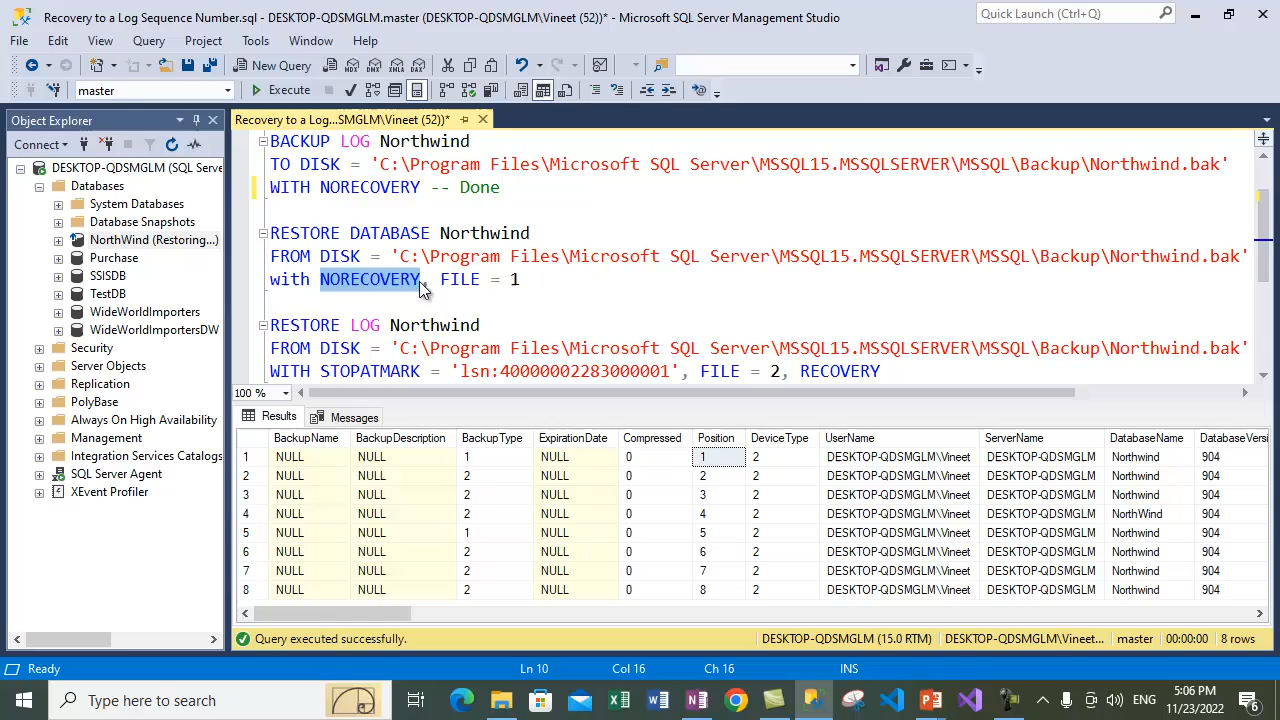 Recovery to a Log Sequence Number.sql - DESKTOP-QDSMGLM.master (DESKTOP-QDSMGLM\Vineet (52))* - Microsoft SQL Server Management Studio
Quick Launch (Ctrl+Q)
File Edit View Query Project Tools Window Help
New Query
MDX DMX XMLA DAX
master
Execute
Object Explorer
Recovery to a Log...SMGLM\Vineet (52))*
Connect
DESKTOP-QDSMGLM (SQL Serve
Databases
System Databases
Database Snapshots
NorthWind (Restoring...)
Purchase
SSISDB
TestDB
WideWorldImporters
WideWorldImportersDW
Security
Server Objects
Replication
PolyBase
Always On High Availability
Management
Integration Services Catalogs
SQL Server Agent
XEvent Profiler
BACKUP LOG Northwind
TO DISK = 'C:\Program Files\Microsoft SQL Server\MSSQL15.MSSQLSERVER\MSSQL\Backup\Northwind.bak'
WITH NORECOVERY -- Done
RESTORE DATABASE Northwind
FROM DISK = 'C:\Program Files\Microsoft SQL Server\MSSQL15.MSSQLSERVER\MSSQL\Backup\Northwind.bak'
with NORECOVERY, FILE = 1
RESTORE LOG Northwind
FROM DISK = 'C:\Program Files\Microsoft SQL Server\MSSQL15.MSSQLSERVER\MSSQL\Backup\Northwind.bak'
WITH STOPATMARK = 'lsn:40000002283000001', FILE = 2, RECOVERY
100 %
Results Messages
BackupName BackupDescription BackupType ExpirationDate Compressed Position DeviceType UserName ServerName DatabaseName DatabaseVersi
1 NULL NULL 1 NULL 0 1 2 DESKTOP-QDSMGLM\Vineet DESKTOP-QDSMGLM Northwind 904
2 NULL NULL 2 NULL 0 2 2 DESKTOP-QDSMGLM\Vineet DESKTOP-QDSMGLM Northwind 904
3 NULL NULL 2 NULL 0 3 2 DESKTOP-QDSMGLM\Vineet DESKTOP-QDSMGLM Northwind 904
4 NULL NULL 2 NULL 0 4 2 DESKTOP-QDSMGLM\Vineet DESKTOP-QDSMGLM NorthWind 904
5 NULL NULL 1 NULL 0 5 2 DESKTOP-QDSMGLM\Vineet DESKTOP-QDSMGLM Northwind 904
6 NULL NULL 2 NULL 0 6 2 DESKTOP-QDSMGLM\Vineet DESKTOP-QDSMGLM Northwind 904
7 NULL NULL 2 NULL 0 7 2 DESKTOP-QDSMGLM\Vineet DESKTOP-QDSMGLM Northwind 904
8 NULL NULL 2 NULL 0 8 2 DESKTOP-QDSMGLM\Vineet DESKTOP-QDSMGLM Northwind 904
Query executed successfully. DESKTOP-QDSMGLM (15.0 RTM) DESKTOP-QDSMGLM\Vineet... master 00:00:00 8 rows
Ready Ln 10 Col 16 Ch 16 INS
Type here to search
ENG
5:06 PM
11/23/2022
6